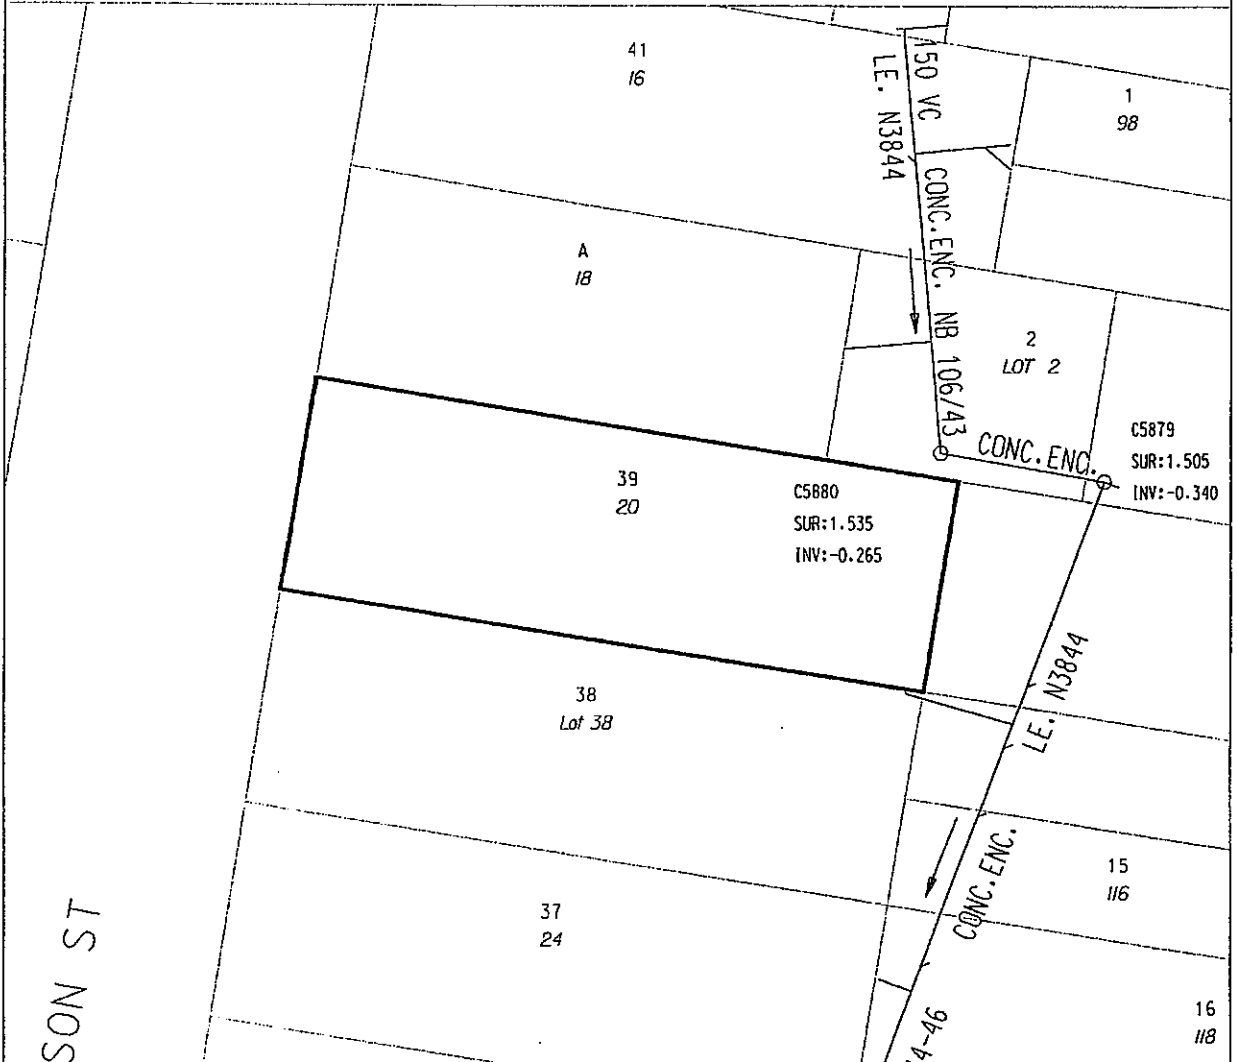 41
16
150 VC
LE. N3844
1
98
A
18
CONC.ENC. NB 106/43
2
LOT 2
CONC.ENC.
C5879
SUR:1.505
INV:-0.340
39
20
C5880
SUR:1.535
INV:-0.265
38
Lot 38
LE. N3844
CONC.ENC.
15
116
37
24
SON ST
16
118
4-46